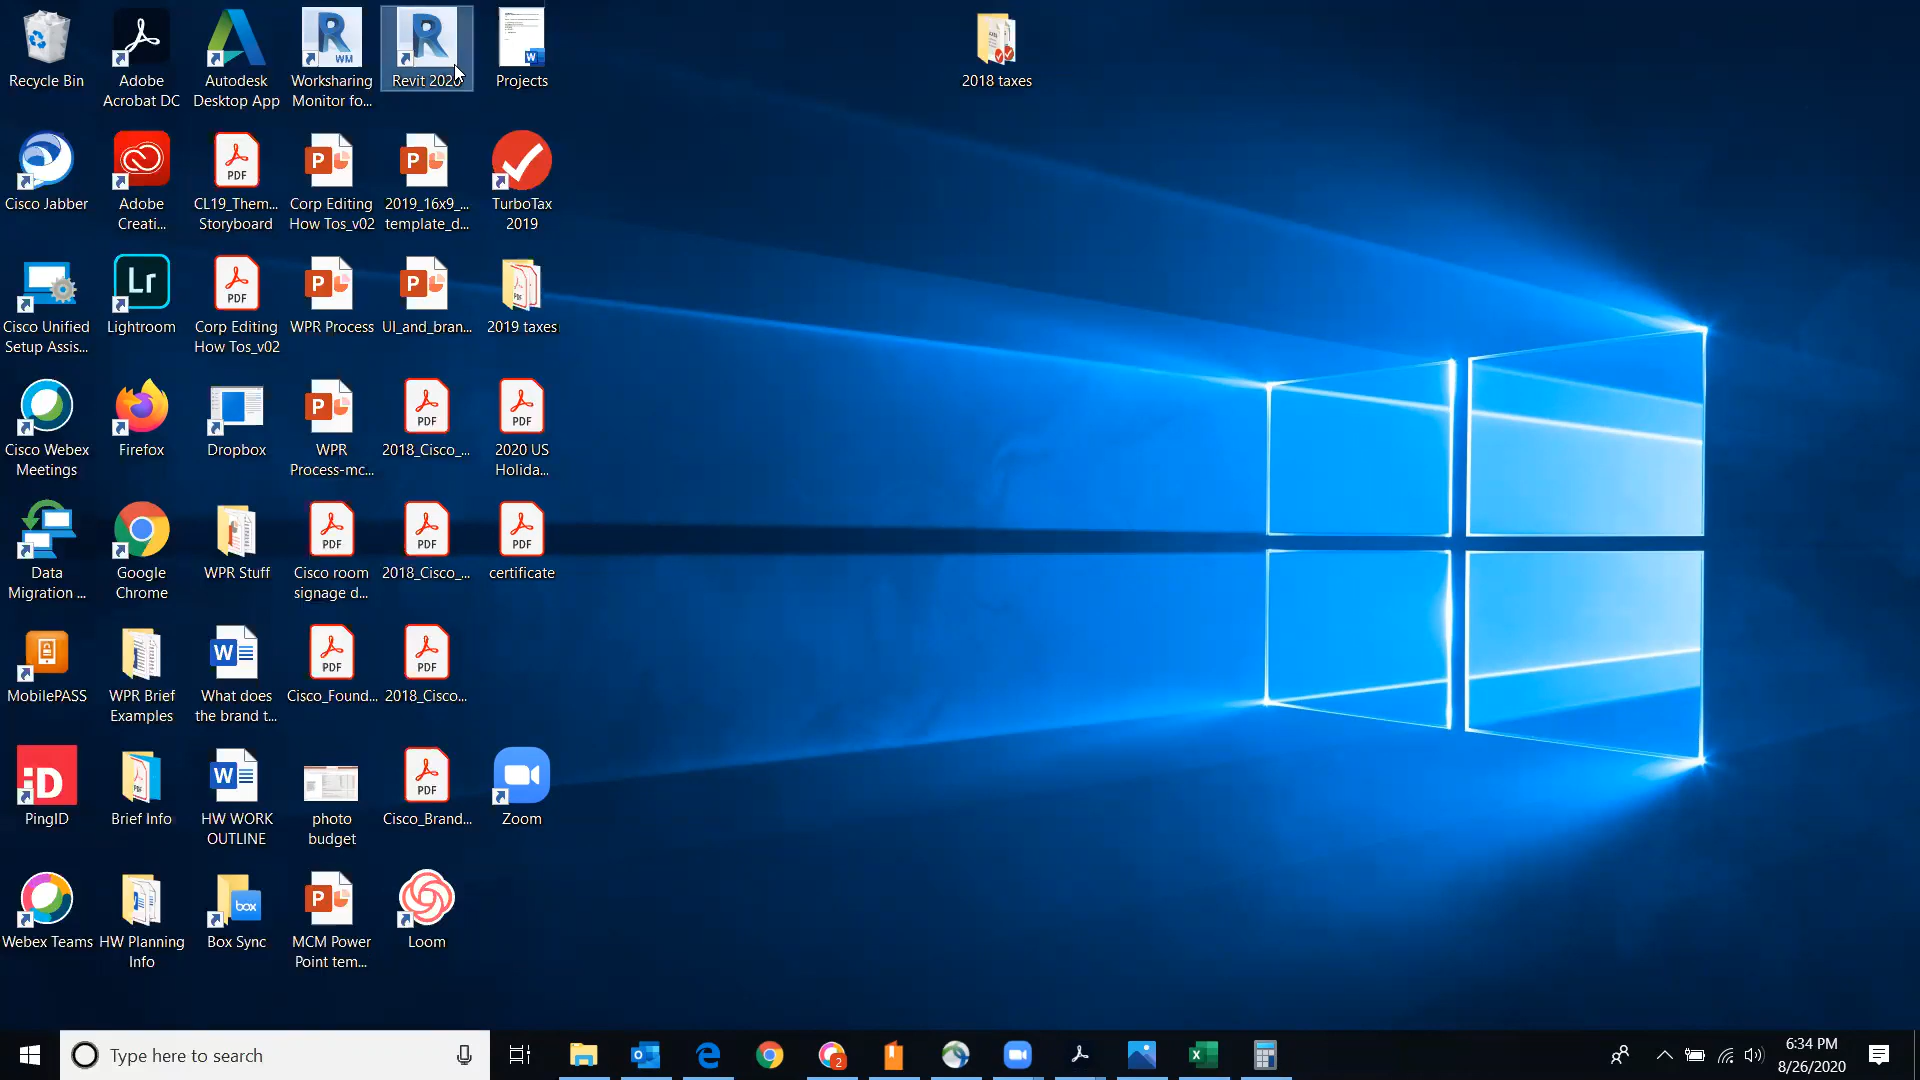 Recycle Bin
Adobe
Acrobat DC
Autodesk
Desktop App
Worksharing
Monitor fo...
Revit 2020
Projects
2018 taxes
Cisco Jabber
Adobe
Creati...
CL19_Them...
Storyboard
Corp Editing
How Tos_v02
2019_16x9_...
template_d...
TurboTax
2019
Cisco Unified
Setup Assis...
Lightroom
Corp Editing
How Tos_v02
WPR Process
UI_and_bran...
2019 taxes
Cisco Webex
Meetings
Firefox
Dropbox
WPR
Process-mc...
2018_Cisco_...
2020 US
Holida...
Data
Migration ...
Google
Chrome
WPR Stuff
Cisco room
signage d...
2018_Cisco_...
certificate
MobilePASS
WPR Brief
Examples
What does
the brand t...
Cisco_Found...
2018_Cisco...
PingID
Brief Info
HW WORK
OUTLINE
photo
budget
Cisco_Brand...
Zoom
Webex Teams
HW Planning
Info
Box Sync
MCM Power
Point tem...
Loom
Type here to search
6:34 PM
8/26/2020